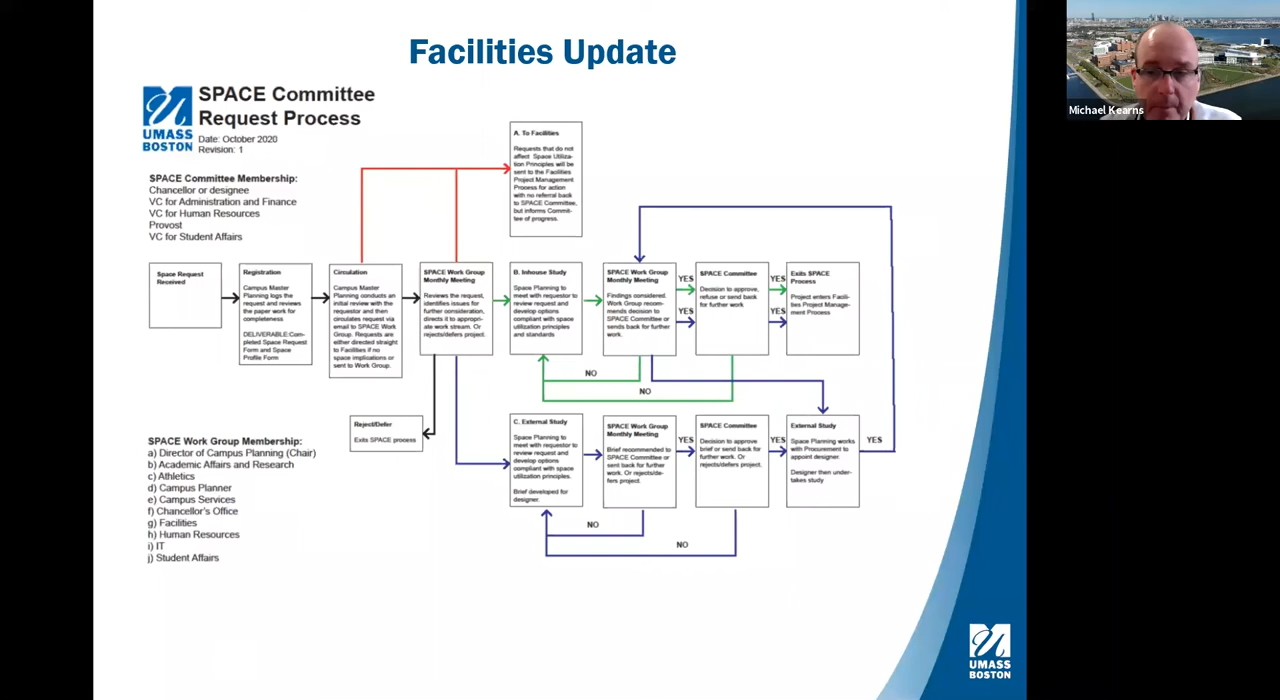 Facilities Update
SPACE Committee
Request Process
UMASS
BOSTON
Date: October 2020
Revision: 1
SPACE Committee Membership:
Chancellor or designee
VC for Administration and Finance
VC for Human Resources
Provost
VC for Student Affairs
A. To Facilities
Requests that do not
affect Space Utiliza-
tion Principles will be
sent to the Facilities
Project Management
Process for action
with no referral back
to SPACE Committee,
but informs Commit-
tee of progress.
Space Request
Received
Registration
Campus Master
Planning logs the
request and reviews
the paper work for
completeness
DELIVERABLE:Com-
pleted Space Request
Form and Space
Profile Form
Circulation
Campus Master
Planning conducts an
initial review with the
requestor and then
circulates request via
email to SPACE Work
Group. Requests are
either directed straight
to Facilities if no
space implications or
sent to Work Group.
SPACE Work Group
Monthly Meeting
Reviews the request,
identifies issues for
further consideration,
directs it to appropri-
ate work stream. Or
rejects/defers project.
B. Inhouse Study
Space Planning to
meet with requestor to
review request and
develop options
compliant with space
utilization principles
and standards
SPACE Work Group
Monthly Meeting
Findings considered.
Work Group recom-
mends decision to
SPACE Committee or
sends back for further
work.
YES
YES
SPACE Committee
Decision to approve,
refuse or send back
for further work
YES
YES
Exits SPACE
Process
Project enters Facili-
ties Project Manage-
ment Process
NO
NO
Reject/Defer
Exits SPACE process
C. External Study
Space Planning to
meet with requestor to
review request and
develop options
compliant with space
utilization principles.
Brief developed for
designer.
SPACE Work Group
Monthly Meeting
Brief recommended to
SPACE Committee or
sent back for further
work. Or rejects/de-
fers project.
YES
SPACE Committee
Decision to approve
brief or send back for
further work. Or
rejects/defers project.
YES
External Study
Space Planning works
with Procurement to
appoint designer.
Designer then under-
takes study
YES
NO
NO
SPACE Work Group Membership:
a) Director of Campus Planning (Chair)
b) Academic Affairs and Research
c) Athletics
d) Campus Planner
e) Campus Services
f) Chancellor's Office
g) Facilities
h) Human Resources
i) IT
j) Student Affairs
UMASS
BOSTON
Michael Kearns